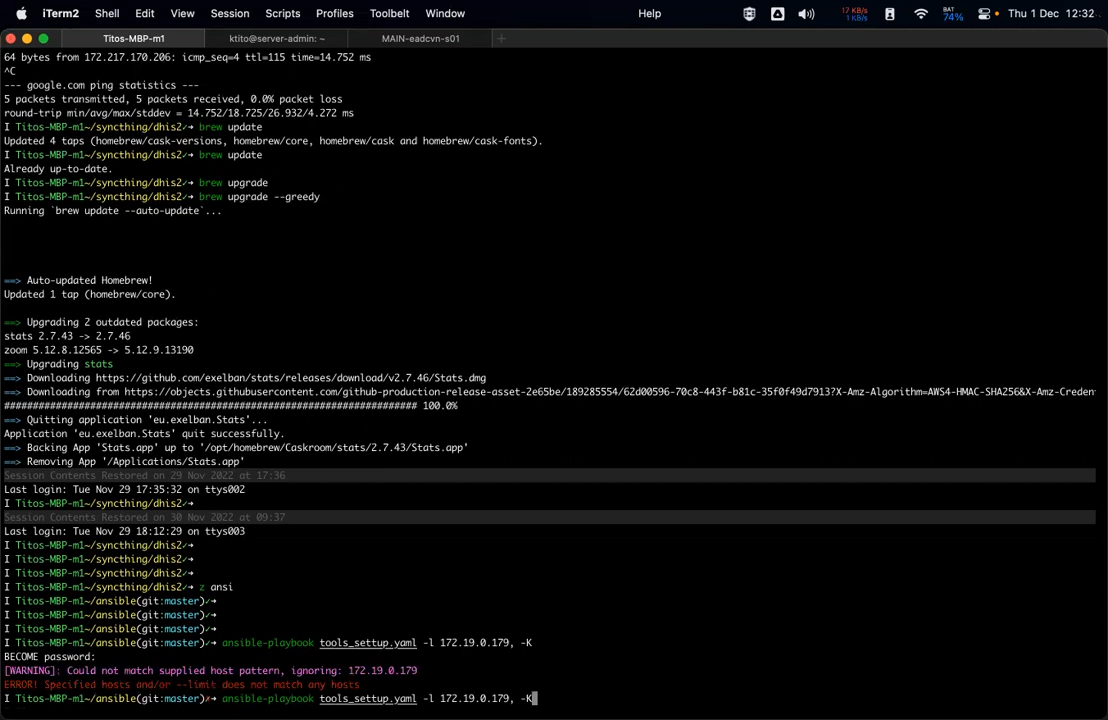 iTerm2 Shell Edit View Session Scripts Profiles Toolbelt Window Help 17 KB/s 1 KB/s BAT 74% Thu 1 Dec 12:32
Titos-MBP-m1 ktito@server-admin: ~ MAIN-eadcvn-s01 +
64 bytes from 172.217.170.206: icmp_seq=4 ttl=115 time=14.752 ms
^C
--- google.com ping statistics ---
5 packets transmitted, 5 packets received, 0.0% packet loss
round-trip min/avg/max/stddev = 14.752/18.725/26.932/4.272 ms
I Titos-MBP-m1~/syncthing/dhis2✓➜ brew update
Updated 4 taps (homebrew/cask-versions, homebrew/core, homebrew/cask and homebrew/cask-fonts).
I Titos-MBP-m1~/syncthing/dhis2✓➜ brew update
Already up-to-date.
I Titos-MBP-m1~/syncthing/dhis2✓➜ brew upgrade
I Titos-MBP-m1~/syncthing/dhis2✓➜ brew upgrade --greedy
Running `brew update --auto-update`...
==> Auto-updated Homebrew!
Updated 1 tap (homebrew/core).
==> Upgrading 2 outdated packages:
stats 2.7.43 -> 2.7.46
zoom 5.12.8.12565 -> 5.12.9.13190
==> Upgrading stats
==> Downloading https://github.com/exelban/stats/releases/download/v2.7.46/Stats.dmg
==> Downloading from https://objects.githubusercontent.com/github-production-release-asset-2e65be/189285554/62d00596-70c8-443f-b81c-35f0f49d7913?X-Amz-Algorithm=AWS4-HMAC-SHA256&X-Amz-Creden
######################################################################## 100.0%
==> Quitting application 'eu.exelban.Stats'...
Application 'eu.exelban.Stats' quit successfully.
==> Backing App 'Stats.app' up to '/opt/homebrew/Caskroom/stats/2.7.43/Stats.app'
==> Removing App '/Applications/Stats.app'
Session Contents Restored on 29 Nov 2022 at 17:36
Last login: Tue Nov 29 17:35:32 on ttys002
I Titos-MBP-m1~/syncthing/dhis2✓➜
Session Contents Restored on 30 Nov 2022 at 09:37
Last login: Tue Nov 29 18:12:29 on ttys003
I Titos-MBP-m1~/syncthing/dhis2✓➜
I Titos-MBP-m1~/syncthing/dhis2✓➜
I Titos-MBP-m1~/syncthing/dhis2✓➜
I Titos-MBP-m1~/syncthing/dhis2✓➜ z ansi
I Titos-MBP-m1~/ansible(git:master)✓➜
I Titos-MBP-m1~/ansible(git:master)✓➜
I Titos-MBP-m1~/ansible(git:master)✓➜
I Titos-MBP-m1~/ansible(git:master)✓➜ ansible-playbook tools_settup.yaml -l 172.19.0.179, -K
BECOME password:
[WARNING]: Could not match supplied host pattern, ignoring: 172.19.0.179
ERROR! Specified hosts and/or --limit does not match any hosts
I Titos-MBP-m1~/ansible(git:master)✗➜ ansible-playbook tools_settup.yaml -l 172.19.0.179, -K